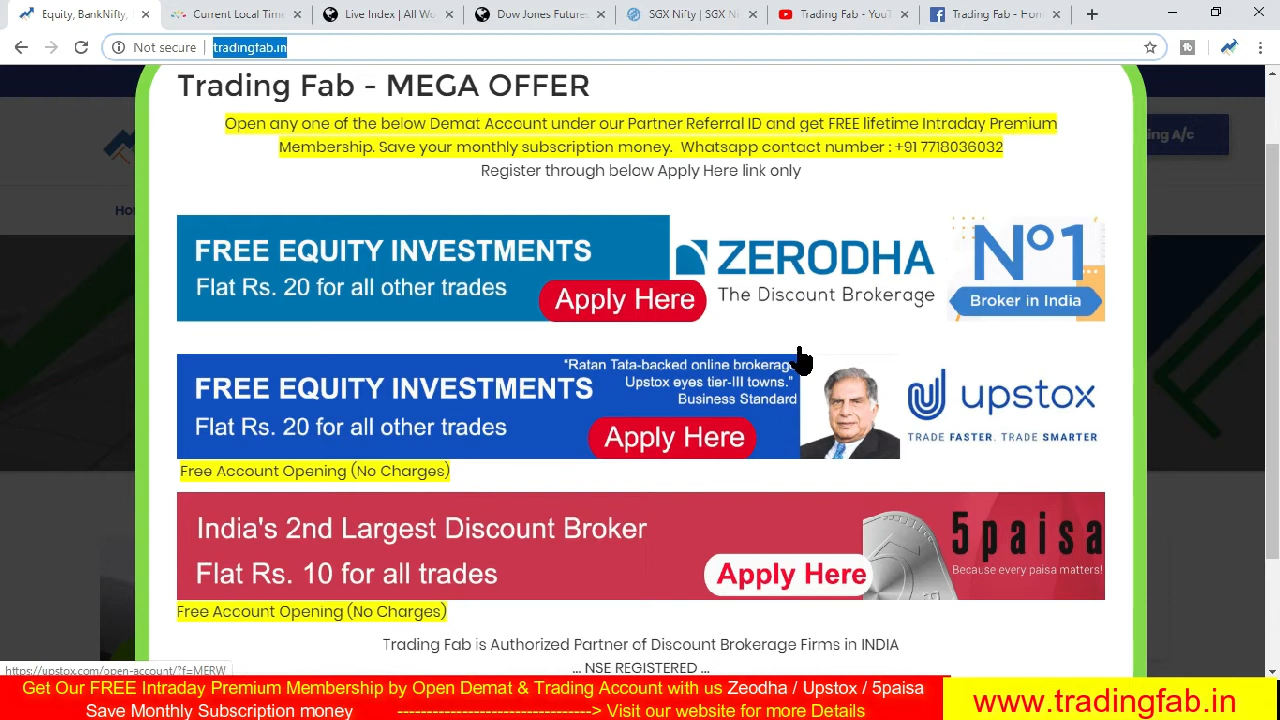 Equity, BankNifty,
Current Local Time
Live Index | All Wo
Dow Jones Futures
SGX Nifty | SGX Ni
Trading Fab - YouT
Trading Fab - Hom
Not secure
tradingfab.in
Trading Fab - MEGA OFFER
Open any one of the below Demat Account under our Partner Referral ID and get FREE lifetime Intraday Premium
Membership. Save your monthly subscription money. Whatsapp contact number : +91 7718036032
Register through below Apply Here link only
ng A/c
Ho
FREE EQUITY INVESTMENTS
Flat Rs. 20 for all other trades
Apply Here
ZERODHA
The Discount Brokerage
Nº1
Broker in India
"Ratan Tata-backed online brokerag
Upstox eyes tier-III towns."
Business Standard
FREE EQUITY INVESTMENTS
Flat Rs. 20 for all other trades
Apply Here
upstox
TRADE FASTER. TRADE SMARTER
Free Account Opening (No Charges)
India's 2nd Largest Discount Broker
Flat Rs. 10 for all trades
Apply Here
5paisa
Because every paisa matters!
Free Account Opening (No Charges)
Trading Fab is Authorized Partner of Discount Brokerage Firms in INDIA
... NSE REGISTERED ...
https://upstox.com/open-account/?f=MERW
Get Our FREE Intraday Premium Membership by Open Demat & Trading Account with us Zeodha / Upstox / 5paisa
Save Monthly Subscription money --------------------------------> Visit our website for more Details
www.tradingfab.in